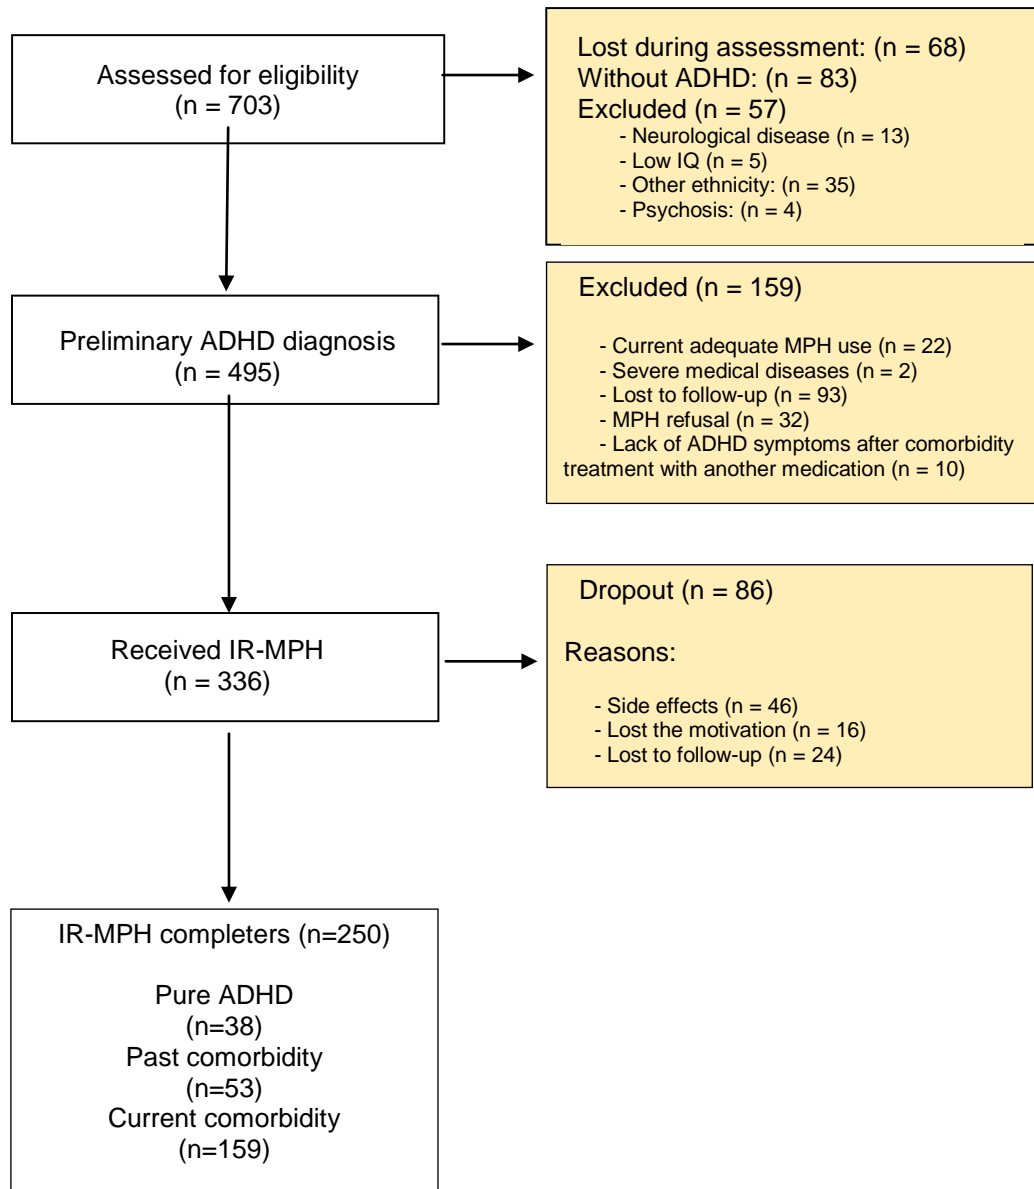 Assessed for eligibility
(n = 703)
Lost during assessment: (n = 68)
Without ADHD: (n = 83)
Excluded (n = 57)
- Neurological disease (n = 13)
- Low IQ (n = 5)
- Other ethnicity: (n = 35)
- Psychosis: (n = 4)
Preliminary ADHD diagnosis
(n = 495)
Excluded (n = 159)
- Current adequate MPH use (n = 22)
- Severe medical diseases (n = 2)
- Lost to follow-up (n = 93)
- MPH refusal (n = 32)
- Lack of ADHD symptoms after comorbidity
treatment with another medication (n = 10)
Received IR-MPH
(n = 336)
Dropout (n = 86)
Reasons:
- Side effects (n = 46)
- Lost the motivation (n = 16)
- Lost to follow-up (n = 24)
IR-MPH completers (n=250)
Pure ADHD
(n=38)
Past comorbidity
(n=53)
Current comorbidity
(n=159)